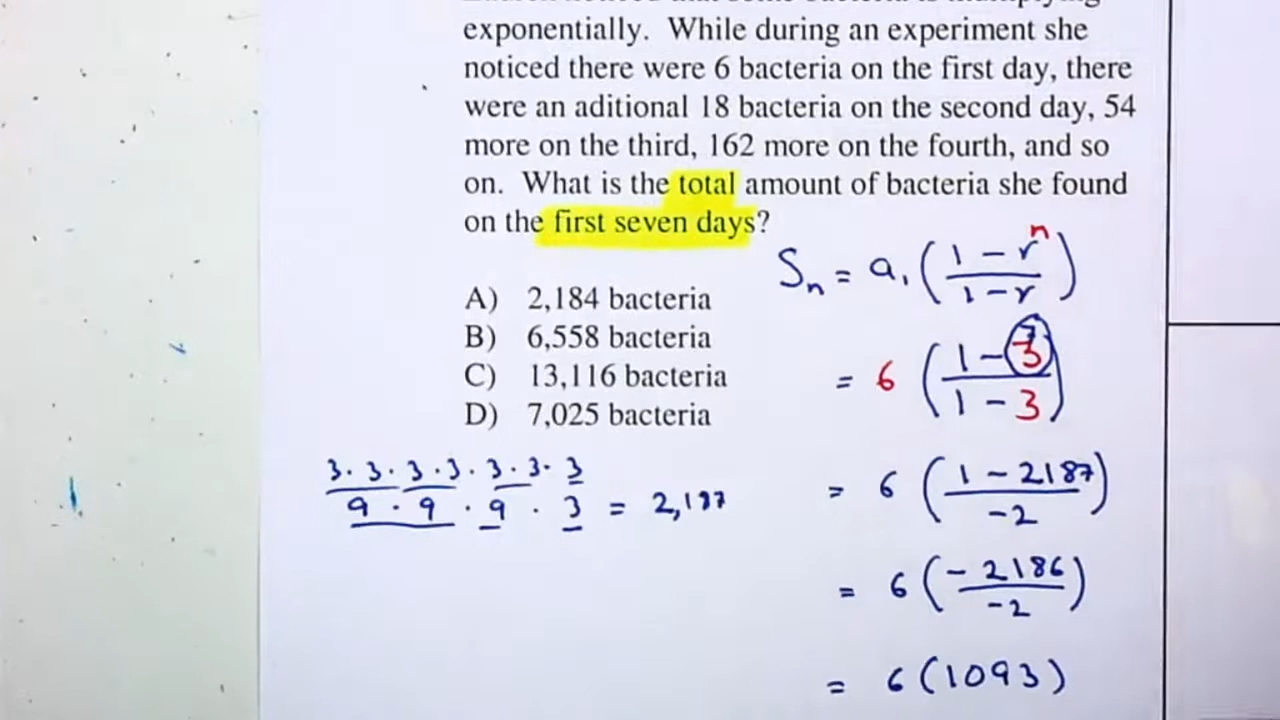 exponentially. While during an experiment she
noticed there were 6 bacteria on the first day, there
were an aditional 18 bacteria on the second day, 54
more on the third, 162 more on the fourth, and so
on. What is the total amount of bacteria she found
on the first seven days?
Sₙ = a₁ ( (1 - rⁿ) / (1 - r) )
A) 2,184 bacteria
B) 6,558 bacteria
C) 13,116 bacteria
D) 7,025 bacteria
= 6 ( (1 - 3⁷) / (1 - 3) )
3 · 3 · 3 · 3 · 3 · 3 · 3
9 · 9 · 9 · 3 = 2,187
= 6 ( (1 - 2187) / -2 )
= 6 ( -2186 / -2 )
= 6 (1093)